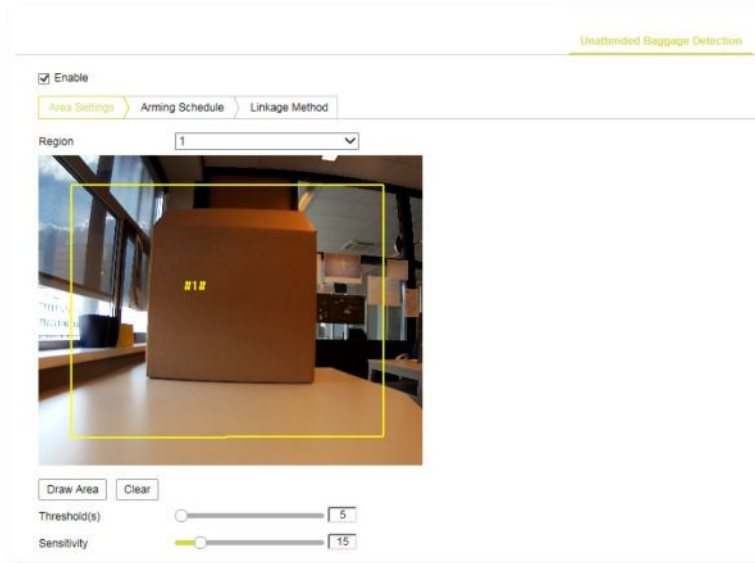 Unattended Baggage Detection
Enable
Area Settings Arming Schedule Linkage Method
Region 1
#1#
Draw Area Clear
Threshold(s) 5
Sensitivity 15